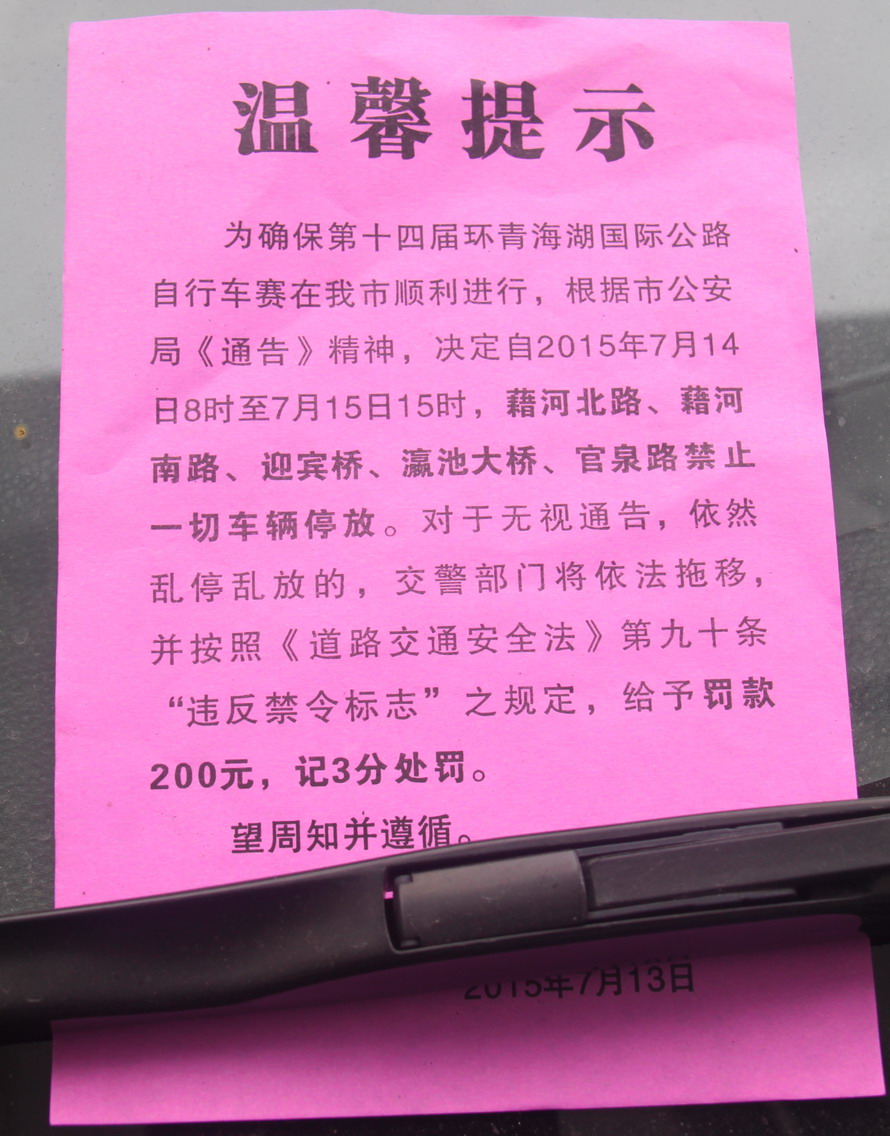 温馨提示
为确保第十四届环青海湖国际公路
自行车赛在我市顺利进行，根据市公安
局《通告》精神，决定自2015年7月14
日8时至7月15日15时，藉河北路、藉河
南路、迎宾桥、瀛池大桥、官泉路禁止
一切车辆停放。对于无视通告，依然
乱停乱放的，交警部门将依法拖移，
并按照《道路交通安全法》第九十条
“违反禁令标志”之规定，给予罚款
200元，记3分处罚。
望周知并遵循。
2015年7月13日